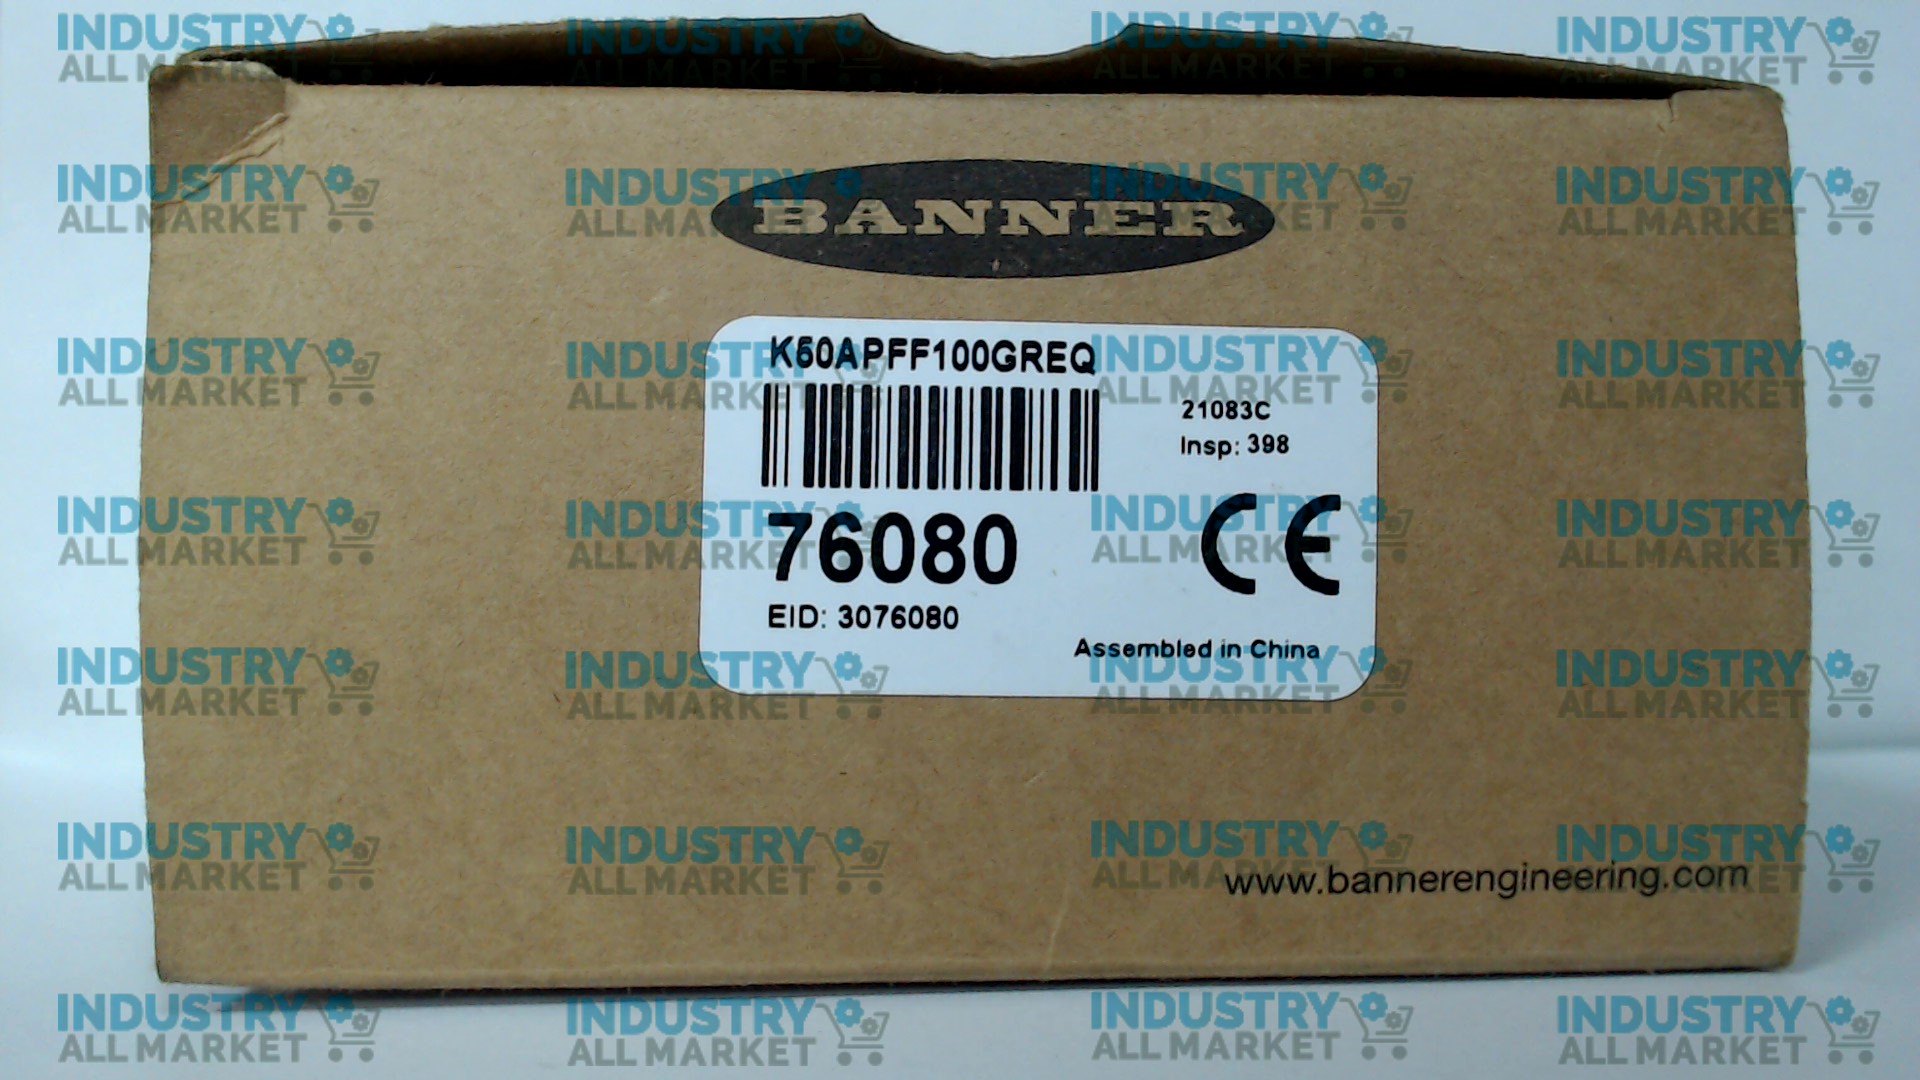 BANNER
K50APFF100GREQ
21083C
Insp: 398
76080
EID: 3076080
CE
Assembled in China
www.bannerengineering.com
INDUSTRY
ALL MARKET